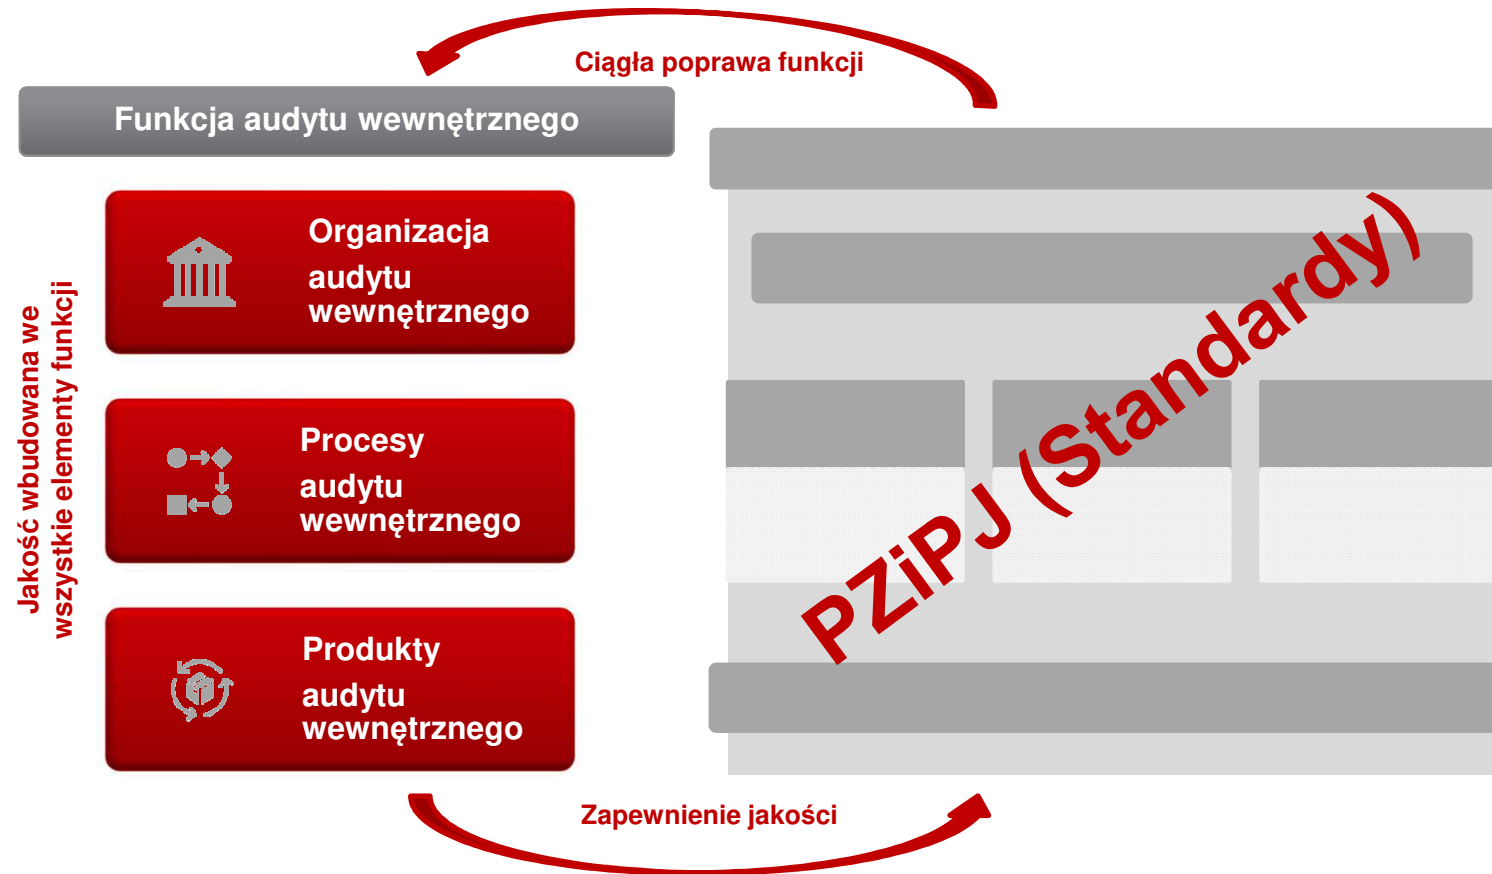 Ciągła poprawa funkcji
Funkcja audytu wewnętrznego
Jakość wbudowana we
wszystkie elementy funkcji
Organizacja
audytu
wewnętrznego
Procesy
audytu
wewnętrznego
Produkty
audytu
wewnętrznego
PZiPJ (Standardy)
Zapewnienie jakości